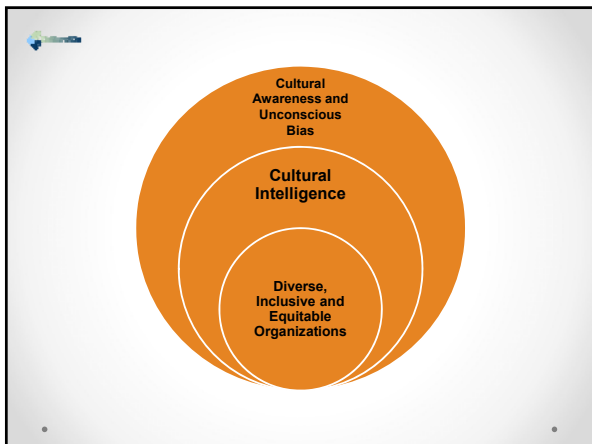 Cultural
Awareness and
Unconscious
Bias
Cultural
Intelligence
Diverse,
Inclusive and
Equitable
Organizations